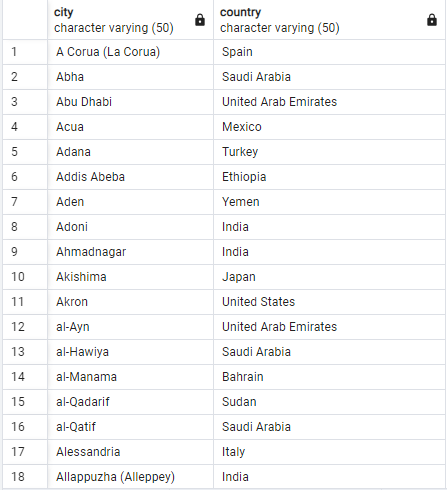 city country
character varying (50) character varying (50)
1 A Corua (La Corua) Spain
2 Abha Saudi Arabia
3 Abu Dhabi United Arab Emirates
4 Acua Mexico
5 Adana Turkey
6 Addis Abeba Ethiopia
7 Aden Yemen
8 Adoni India
9 Ahmadnagar India
10 Akishima Japan
11 Akron United States
12 al-Ayn United Arab Emirates
13 al-Hawiya Saudi Arabia
14 al-Manama Bahrain
15 al-Qadarif Sudan
16 al-Qatif Saudi Arabia
17 Alessandria Italy
18 Allappuzha (Alleppey) India